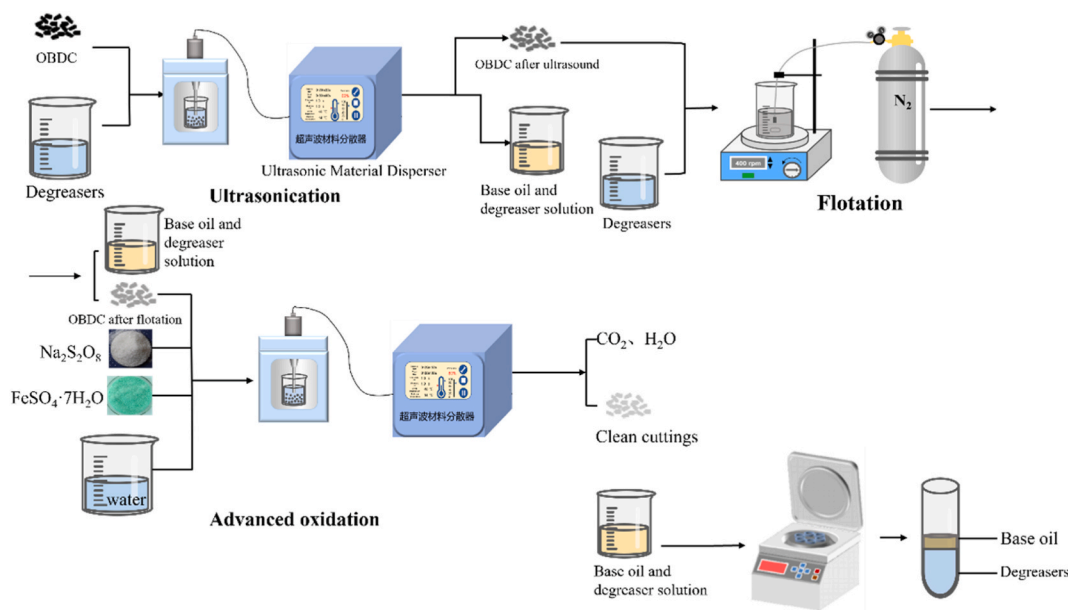 OBDC
Degreasers
Ultrasonication
超声波材料分散器
Ultrasonic Material Disperser
OBDC after ultrasound
Base oil and
degreaser solution
Degreasers
400 rpm
N₂
Flotation
Base oil and
degreaser
solution
OBDC after flotation
Na₂S₂O₈
FeSO₄·7H₂O
water
Advanced oxidation
超声波材料分散器
CO₂、H₂O
Clean cuttings
Base oil and
degreaser solution
Base oil
Degreasers